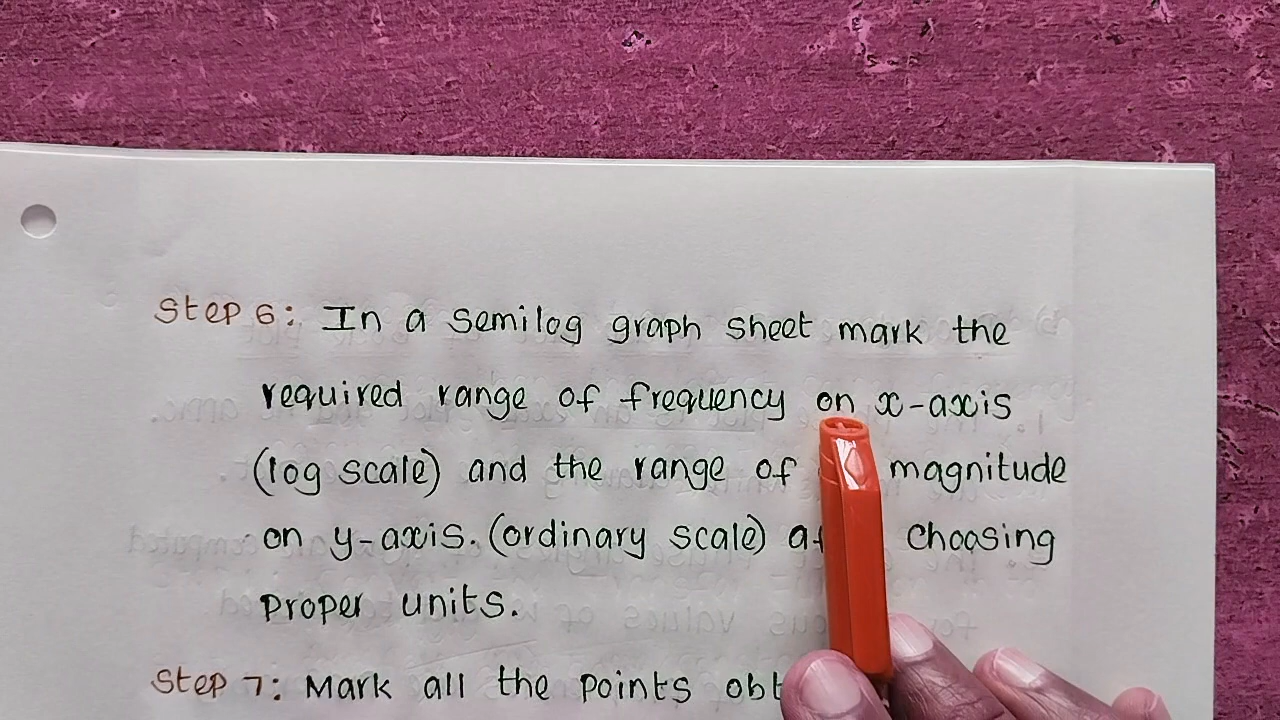 Step 6: In a semilog graph sheet mark the
required range of frequency on x-axis
(log scale) and the range of magnitude
on y-axis. (ordinary scale) choosing
proper units.
Step 7: Mark all the points